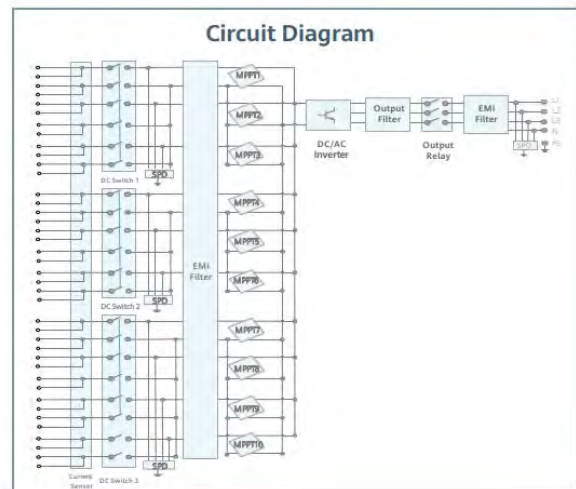 Circuit Diagram
MPPT1
MPPT2
MPPT3
DC Switch 1
SPD
MPPT4
MPPT5
MPPT6
DC Switch 2
SPD
EMI
Filter
MPPT7
MPPT8
MPPT9
MPPT10
DC Switch 3
SPD
Current
Sensor
DC/AC
Inverter
Output
Filter
Output
Relay
EMI
Filter
SPD
L1
L2
L3
N
PE